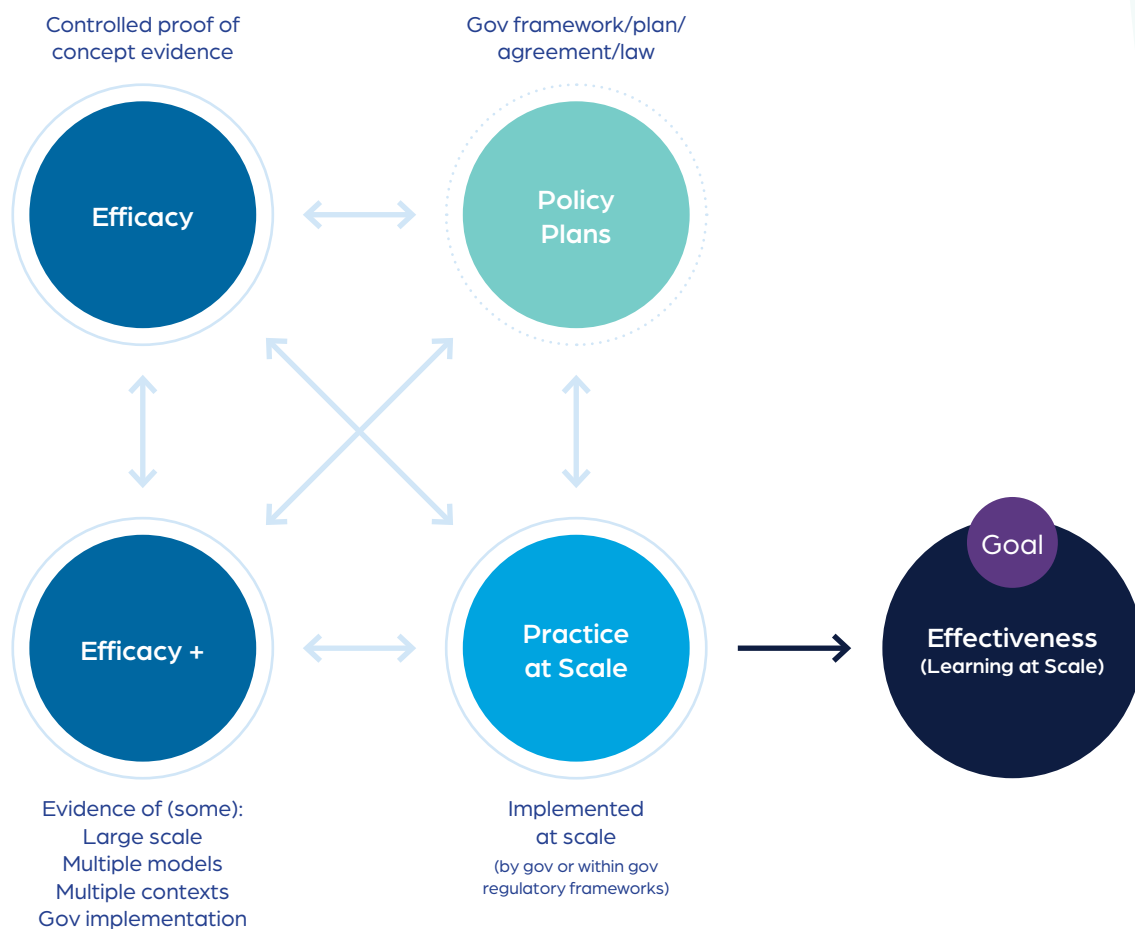 Controlled proof of
concept evidence
Gov framework/plan/
agreement/law
Efficacy
Policy
Plans
Efficacy +
Practice
at Scale
Goal
Effectiveness
(Learning at Scale)
Evidence of (some):
Large scale
Multiple models
Multiple contexts
Gov implementation
Implemented
at scale
(by gov or within gov
regulatory frameworks)